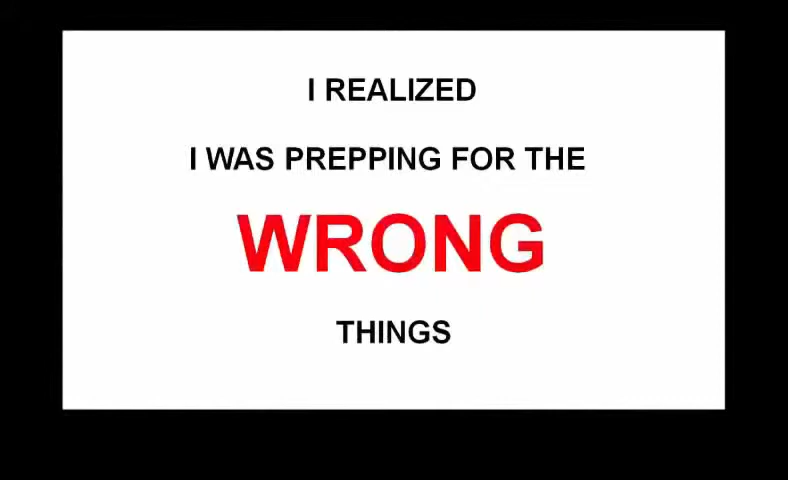 I REALIZED
I WAS PREPPING FOR THE
WRONG
THINGS